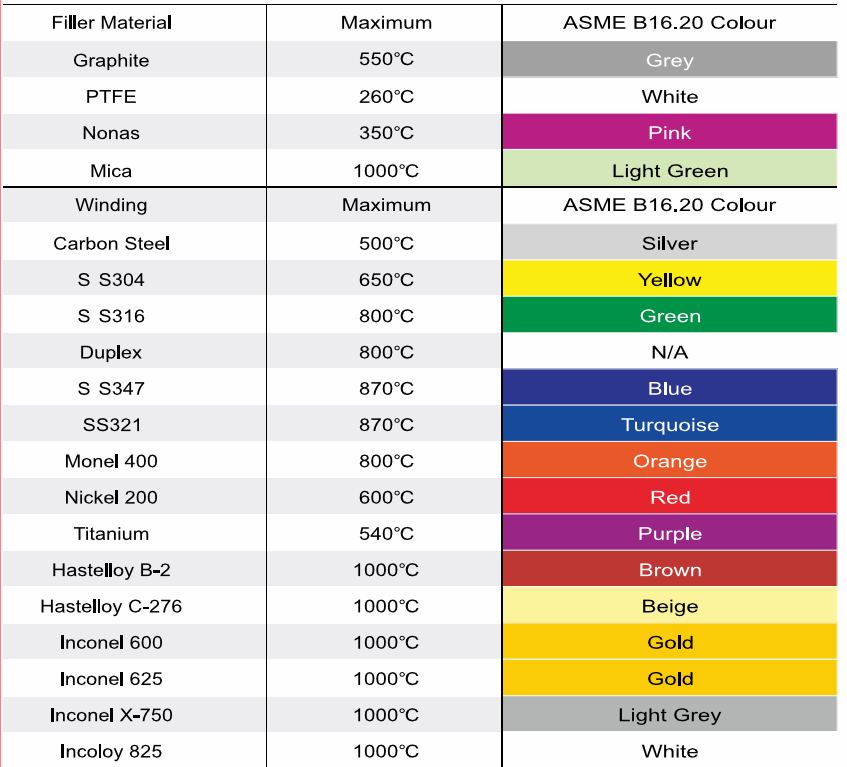 Filler Material Maximum ASME B16.20 Colour
Graphite 550°C Grey
PTFE 260°C White
Nonas 350°C Pink
Mica 1000°C Light Green
Winding Maximum ASME B16.20 Colour
Carbon Steel 500°C Silver
S S304 650°C Yellow
S S316 800°C Green
Duplex 800°C N/A
S S347 870°C Blue
SS321 870°C Turquoise
Monel 400 800°C Orange
Nickel 200 600°C Red
Titanium 540°C Purple
Hastelloy B-2 1000°C Brown
Hastelloy C-276 1000°C Beige
Inconel 600 1000°C Gold
Inconel 625 1000°C Gold
Inconel X-750 1000°C Light Grey
Incoloy 825 1000°C White